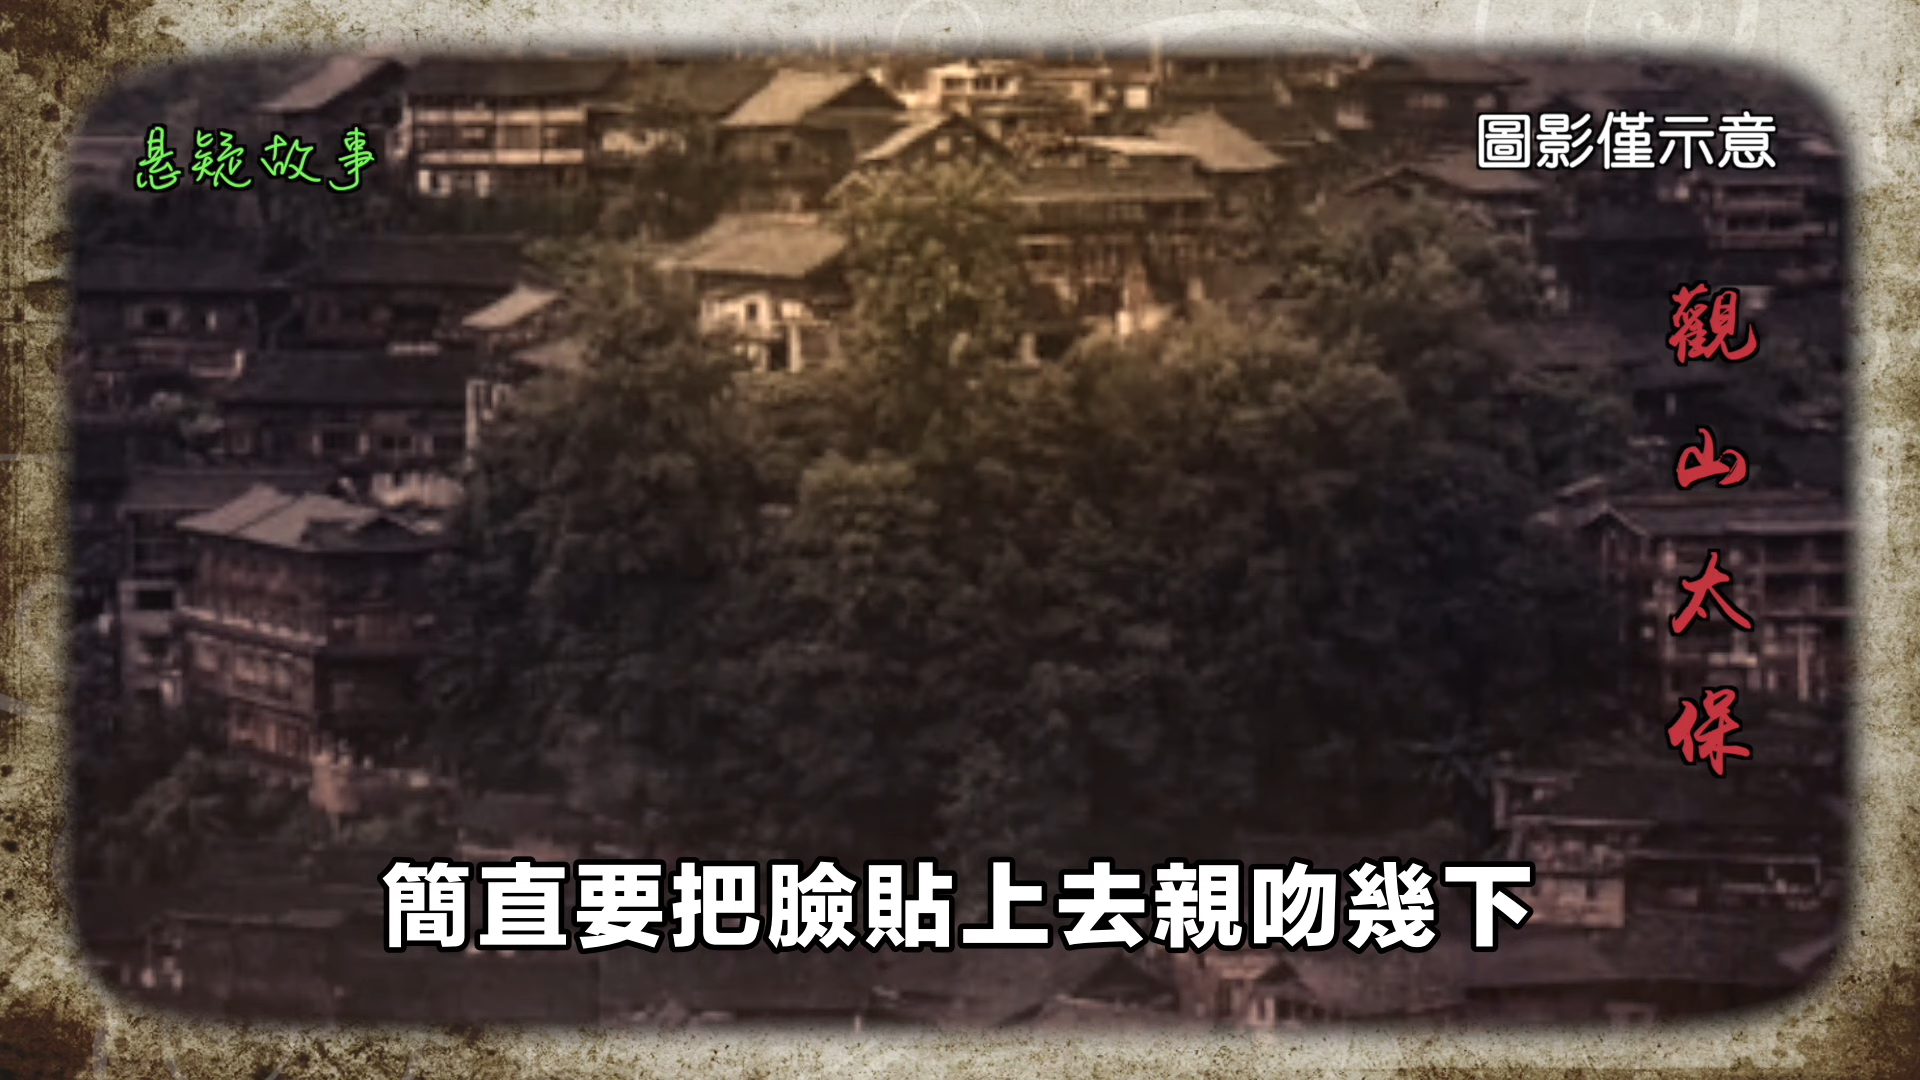 悬疑故事
圖影僅示意
觀山太保
簡直要把臉貼上去親吻幾下